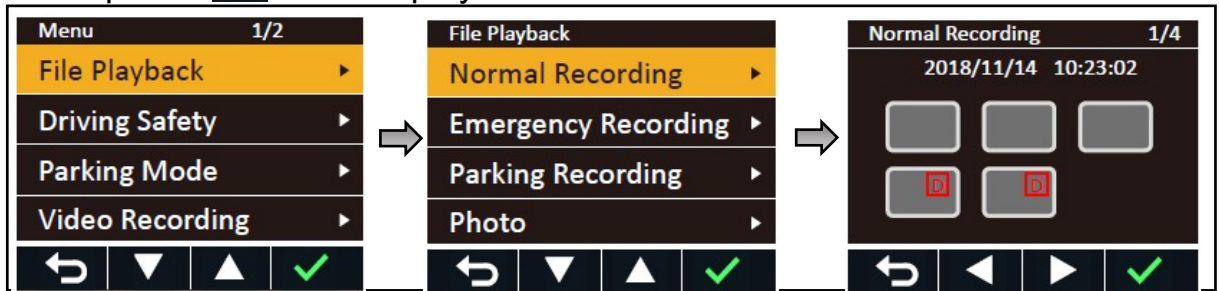 Menu 1/2
File Playback
Driving Safety
Parking Mode
Video Recording
File Playback
Normal Recording
Emergency Recording
Parking Recording
Photo
Normal Recording 1/4
2018/11/14 10:23:02
D D